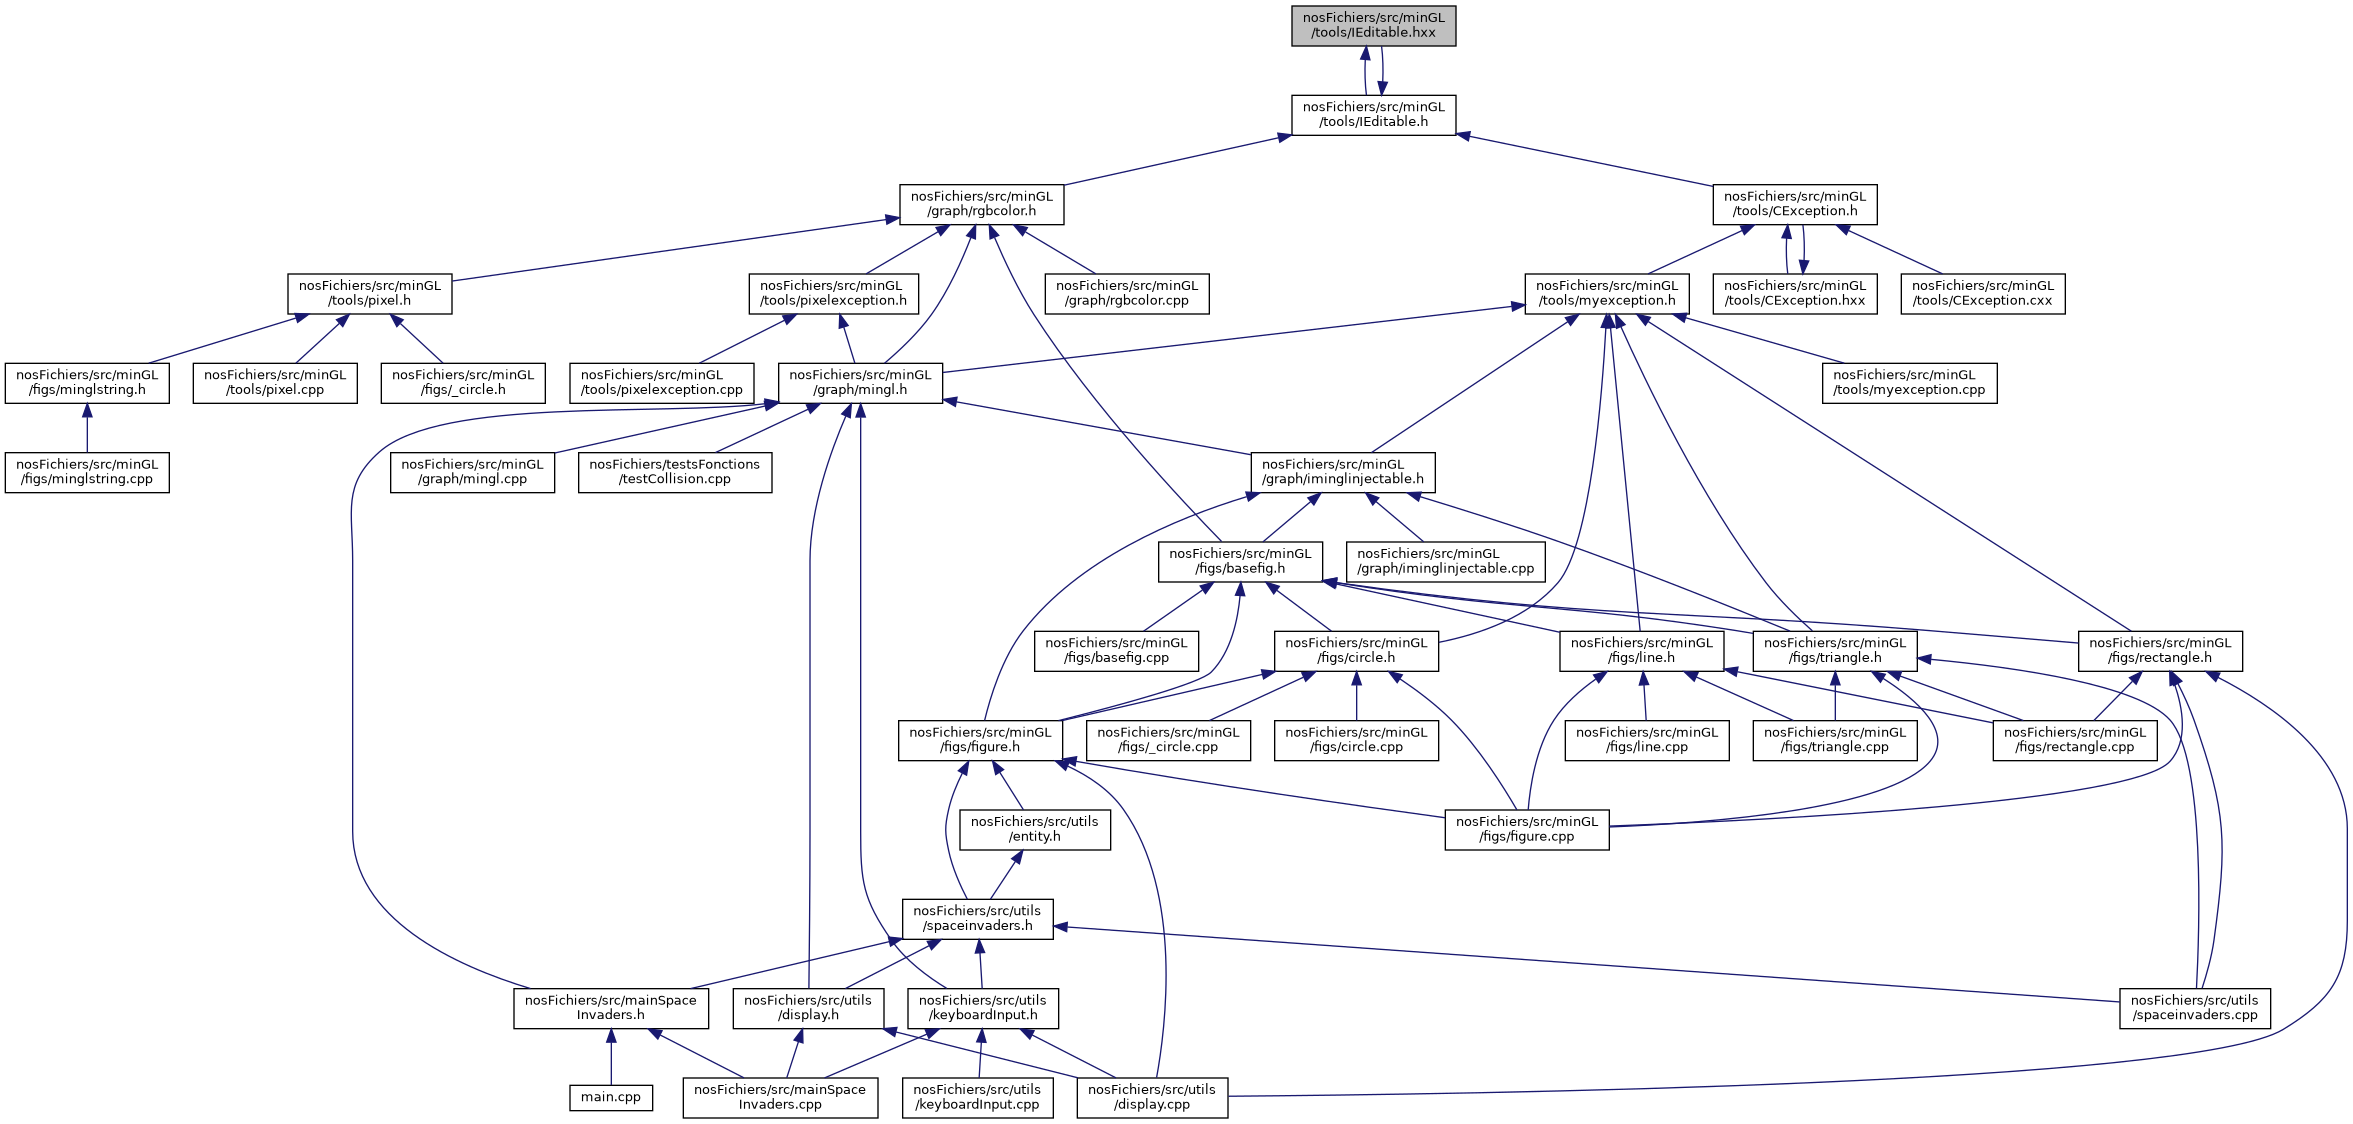 nosFichiers/src/minGL
/tools/IEditable.hxx
nosFichiers/src/minGL
/tools/IEditable.h
nosFichiers/src/minGL
/graph/rgbcolor.h
nosFichiers/src/minGL
/tools/CException.h
nosFichiers/src/minGL
/tools/pixel.h
nosFichiers/src/minGL
/tools/pixelexception.h
nosFichiers/src/minGL
/graph/rgbcolor.cpp
nosFichiers/src/minGL
/tools/myexception.h
nosFichiers/src/minGL
/tools/CException.hxx
nosFichiers/src/minGL
/tools/CException.cxx
nosFichiers/src/minGL
/figs/minglstring.h
nosFichiers/src/minGL
/tools/pixel.cpp
nosFichiers/src/minGL
/figs/_circle.h
nosFichiers/src/minGL
/tools/pixelexception.cpp
nosFichiers/src/minGL
/graph/mingl.h
nosFichiers/src/minGL
/tools/myexception.cpp
nosFichiers/src/minGL
/figs/minglstring.cpp
nosFichiers/src/minGL
/graph/mingl.cpp
nosFichiers/testsFonctions
/testCollision.cpp
nosFichiers/src/minGL
/graph/iminglinjectable.h
nosFichiers/src/minGL
/figs/basefig.h
nosFichiers/src/minGL
/graph/iminglinjectable.cpp
nosFichiers/src/minGL
/figs/basefig.cpp
nosFichiers/src/minGL
/figs/circle.h
nosFichiers/src/minGL
/figs/line.h
nosFichiers/src/minGL
/figs/triangle.h
nosFichiers/src/minGL
/figs/rectangle.h
nosFichiers/src/minGL
/figs/figure.h
nosFichiers/src/minGL
/figs/_circle.cpp
nosFichiers/src/minGL
/figs/circle.cpp
nosFichiers/src/minGL
/figs/line.cpp
nosFichiers/src/minGL
/figs/triangle.cpp
nosFichiers/src/minGL
/figs/rectangle.cpp
nosFichiers/src/utils
/entity.h
nosFichiers/src/minGL
/figs/figure.cpp
nosFichiers/src/utils
/spaceinvaders.h
nosFichiers/src/mainSpace
Invaders.h
nosFichiers/src/utils
/display.h
nosFichiers/src/utils
/keyboardInput.h
nosFichiers/src/utils
/spaceinvaders.cpp
main.cpp
nosFichiers/src/mainSpace
Invaders.cpp
nosFichiers/src/utils
/keyboardInput.cpp
nosFichiers/src/utils
/display.cpp